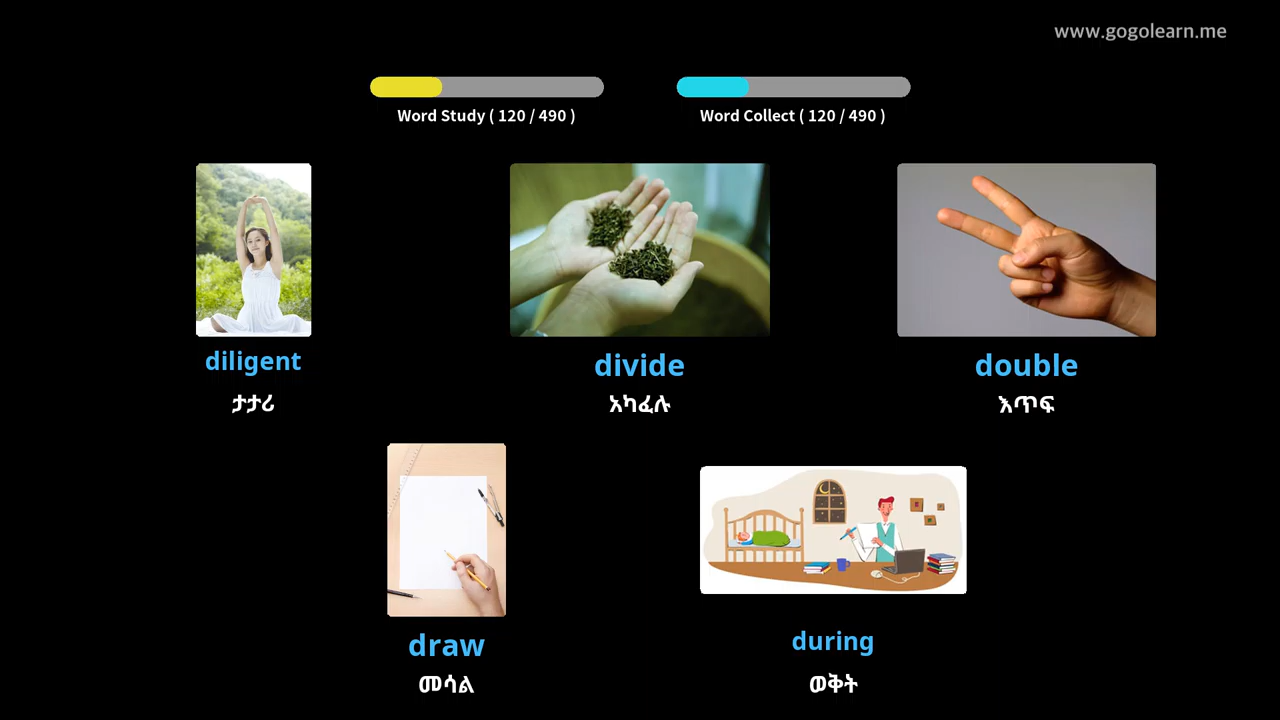 www.gogolearn.me
Word Study ( 120 / 490 )
Word Collect ( 120 / 490 )
diligent
ታታሪ
divide
አካፈሉ
double
እጥፍ
draw
መሳል
during
ወቅት